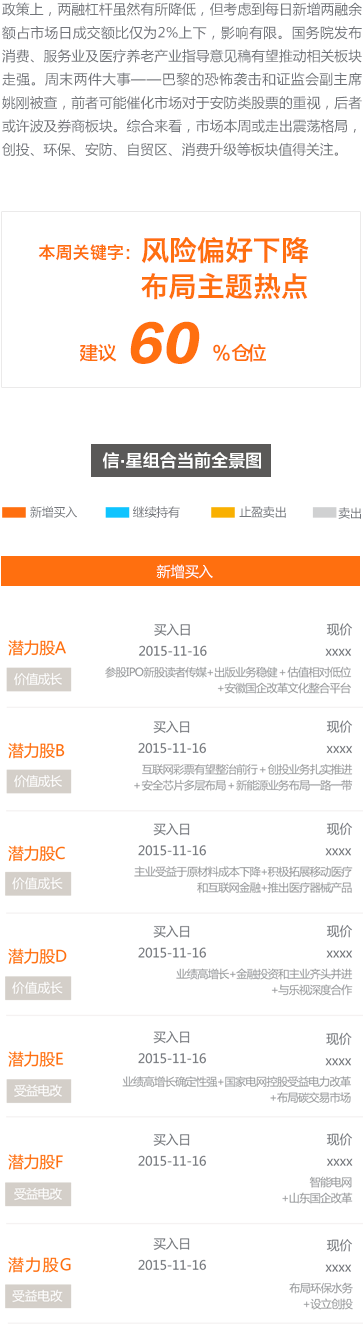 政策上，两融杠杆虽然有所降低，但考虑到每日新增两融余
额占市场日成交额比仅为2%上下，影响有限。国务院发布
消费、服务业及医疗养老产业指导意见稿有望推动相关板块
走强。周末两件大事——巴黎的恐怖袭击和证监会副主席
姚刚被查，前者可能催化市场对于安防类股票的重视，后者
或许波及券商板块。综合来看，市场本周或走出震荡格局，
创投、环保、安防、自贸区、消费升级等板块值得关注。
本周关键字：风险偏好下降
布局主题热点
建议 60 %仓位
信·星组合当前全景图
新增买入 继续持有 止盈卖出 卖出
新增买入
买入日 现价
潜力股A 2015-11-16 xxxx
价值成长 参股IPO新股读者传媒+出版业务稳健+估值相对低位
+安徽国企改革文化整合平台
买入日 现价
潜力股B 2015-11-16 xxxx
价值成长 互联网彩票有望整治前行+创投业务扎实推进
+安全芯片多层布局+新能源业务布局一路一带
买入日 现价
潜力股C 2015-11-16 xxxx
价值成长 主业受益于原材料成本下降+积极拓展移动医疗
和互联网金融+推出医疗器械产品
买入日 现价
潜力股D 2015-11-16 xxxx
价值成长 业绩高增长+金融投资和主业齐头并进
+与乐视深度合作
买入日 现价
潜力股E 2015-11-16 xxxx
受益电改 业绩高增长确定性强+国家电网控股受益电力改革
+布局碳交易市场
买入日 现价
潜力股F 2015-11-16 xxxx
受益电改 智能电网
+山东国企改革
买入日 现价
潜力股G 2015-11-16 xxxx
受益电改 布局环保水务
+设立创投